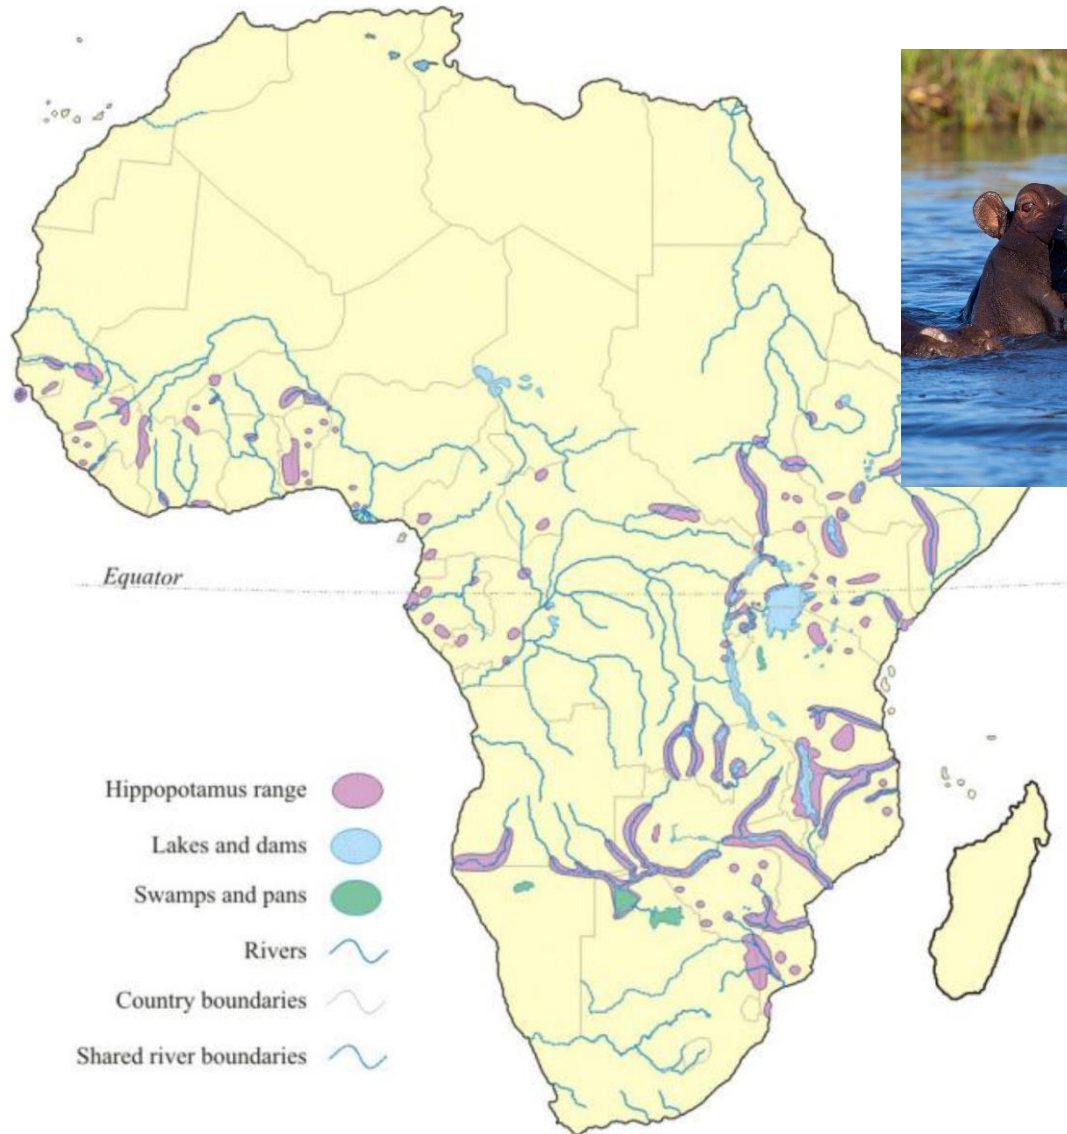 Equator
Hippopotamus range
Lakes and dams
Swamps and pans
Rivers
Country boundaries
Shared river boundaries